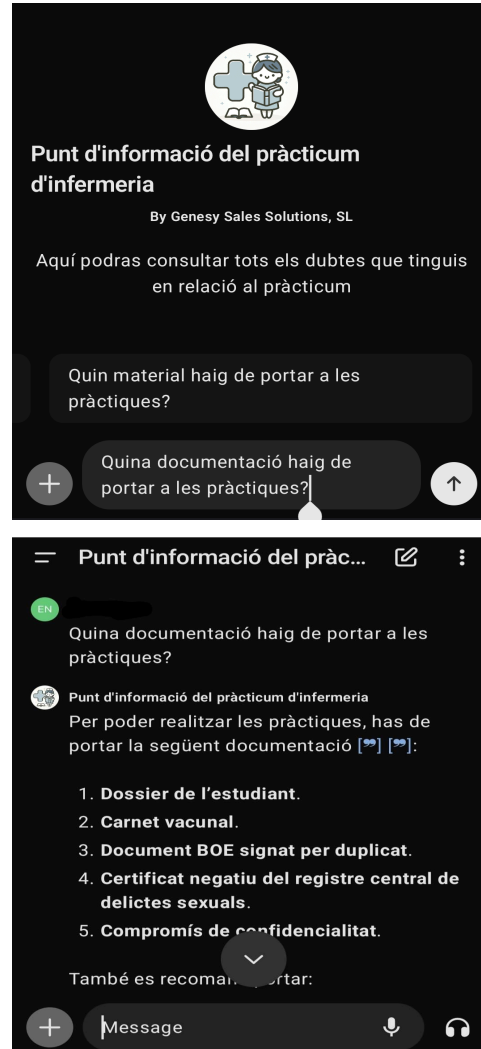 Punt d'informació del pràcticum
d'infermeria
By Genesy Sales Solutions, SL
Aquí podras consultar tots els dubtes que tinguis
en relació al pràcticum
Quin material haig de portar a les
pràctiques?
Quina documentació haig de
portar a les pràctiques?
Punt d'informació del pràc...
EN
Quina documentació haig de portar a les
pràctiques?
Punt d'informació del pràcticum d'infermeria
Per poder realitzar les pràctiques, has de
portar la següent documentació [❞] [❞]:
1. Dossier de l’estudiant.
2. Carnet vacunal.
3. Document BOE signat per duplicat.
4. Certificat negatiu del registre central de
delictes sexuals.
5. Compromís de confidencialitat.
També es
Message